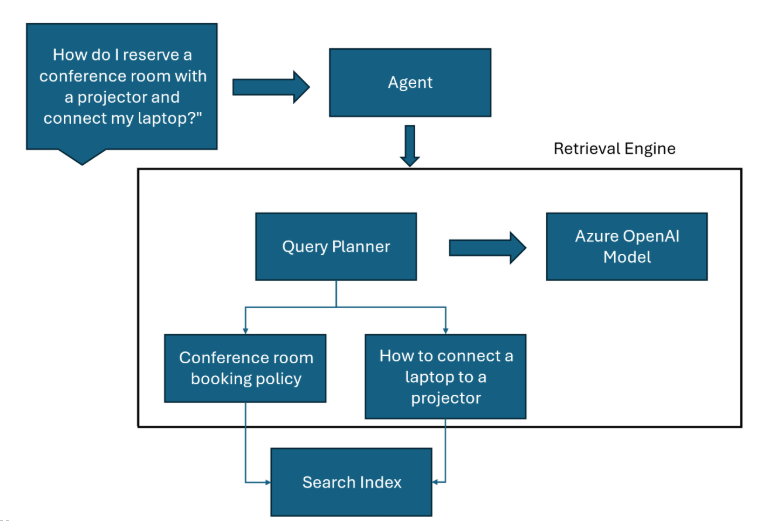 How do I reserve a
conference room with
a projector and
connect my laptop?"
Agent
Retrieval Engine
Query Planner
Azure OpenAI
Model
Conference room
booking policy
How to connect a
laptop to a
projector
Search Index